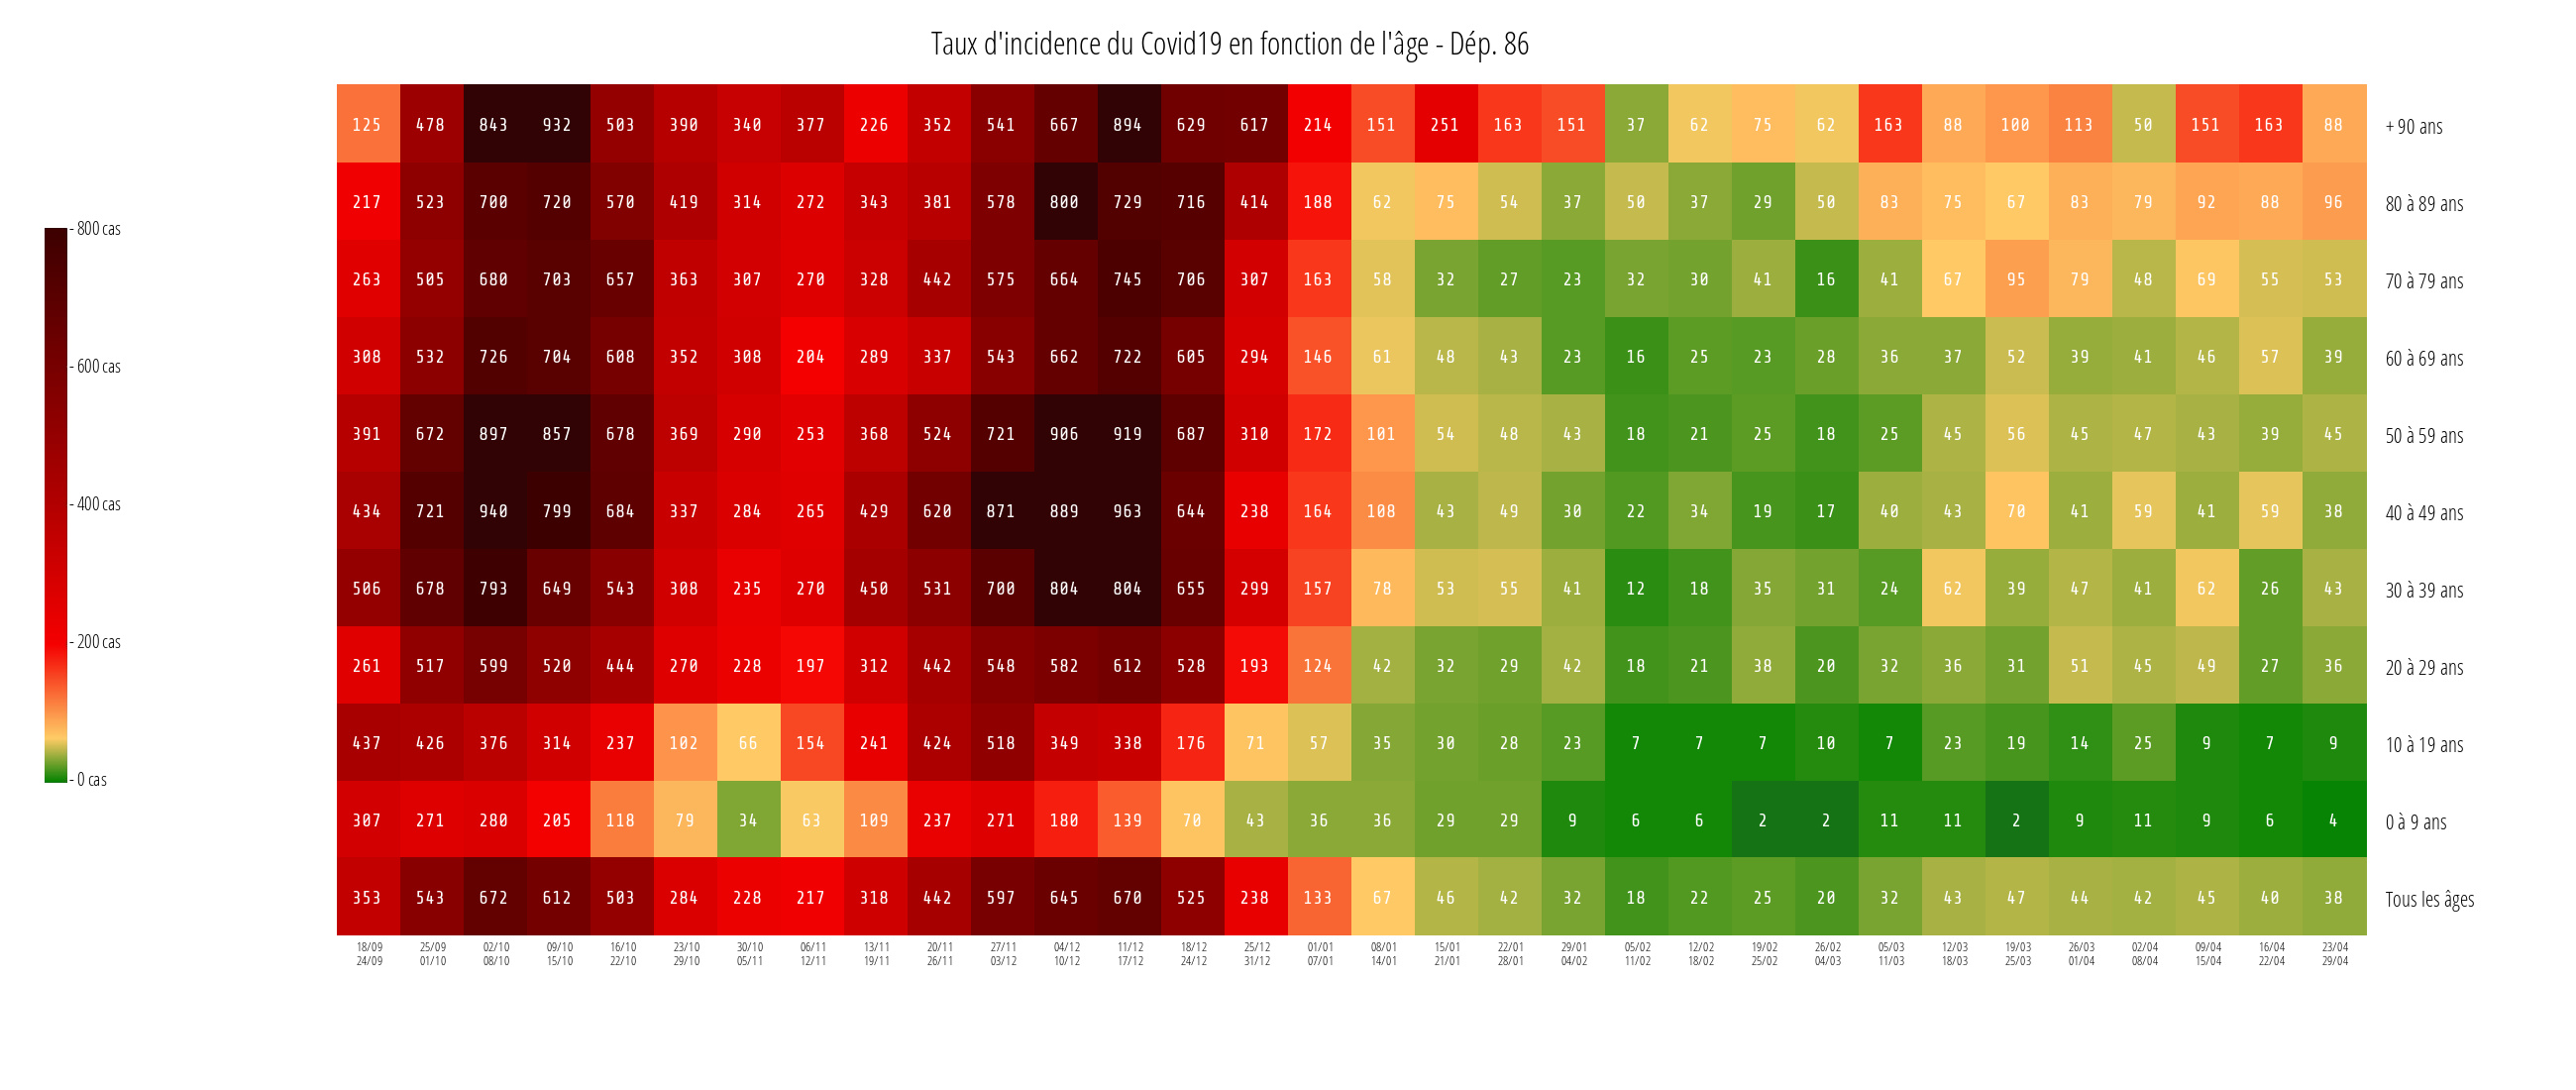 Taux d'incidence du Covid19 en fonction de l'âge - Dép. 86
125 478 843 932 503 390 340 377 226 352 541 667 894 629 617 214 151 251 163 151 37 62 75 62 163 88 100 113 50 151 163 88 + 90 ans
217 523 700 720 570 419 314 272 343 381 578 800 729 716 414 188 62 75 54 37 50 37 29 50 83 75 67 83 79 92 88 96 80 à 89 ans
- 800 cas
263 505 680 703 657 363 307 270 328 442 575 664 745 706 307 163 58 32 27 23 32 30 41 16 41 67 95 79 48 69 55 53 70 à 79 ans
308 532 726 704 608 352 308 204 289 337 543 662 722 605 294 146 61 48 43 23 16 25 23 28 36 37 52 39 41 46 57 39 60 à 69 ans
- 600 cas
391 672 897 857 678 369 290 253 368 524 721 906 919 687 310 172 101 54 48 43 18 21 25 18 25 45 56 45 47 43 39 45 50 à 59 ans
- 400 cas
434 721 940 799 684 337 284 265 429 620 871 889 963 644 238 164 108 43 49 30 22 34 19 17 40 43 70 41 59 41 59 38 40 à 49 ans
506 678 793 649 543 308 235 270 450 531 700 804 804 655 299 157 78 53 55 41 12 18 35 31 24 62 39 47 41 62 26 43 30 à 39 ans
- 200 cas
261 517 599 520 444 270 228 197 312 442 548 582 612 528 193 124 42 32 29 42 18 21 38 20 32 36 31 51 45 49 27 36 20 à 29 ans
437 426 376 314 237 102 66 154 241 424 518 349 338 176 71 57 35 30 28 23 7 7 7 10 7 23 19 14 25 9 7 9 10 à 19 ans
- 0 cas
307 271 280 205 118 79 34 63 109 237 271 180 139 70 43 36 36 29 29 9 6 6 2 2 11 11 2 9 11 9 6 4 0 à 9 ans
353 543 672 612 503 284 228 217 318 442 597 645 670 525 238 133 67 46 42 32 18 22 25 20 32 43 47 44 42 45 40 38 Tous les âges
18/09 25/09 02/10 09/10 16/10 23/10 30/10 06/11 13/11 20/11 27/11 04/12 11/12 18/12 25/12 01/01 08/01 15/01 22/01 29/01 05/02 12/02 19/02 26/02 05/03 12/03 19/03 26/03 02/04 09/04 16/04 23/04
24/09 01/10 08/10 15/10 22/10 29/10 05/11 12/11 19/11 26/11 03/12 10/12 17/12 24/12 31/12 07/01 14/01 21/01 28/01 04/02 11/02 18/02 25/02 04/03 11/03 18/03 25/03 01/04 08/04 15/04 22/04 29/04